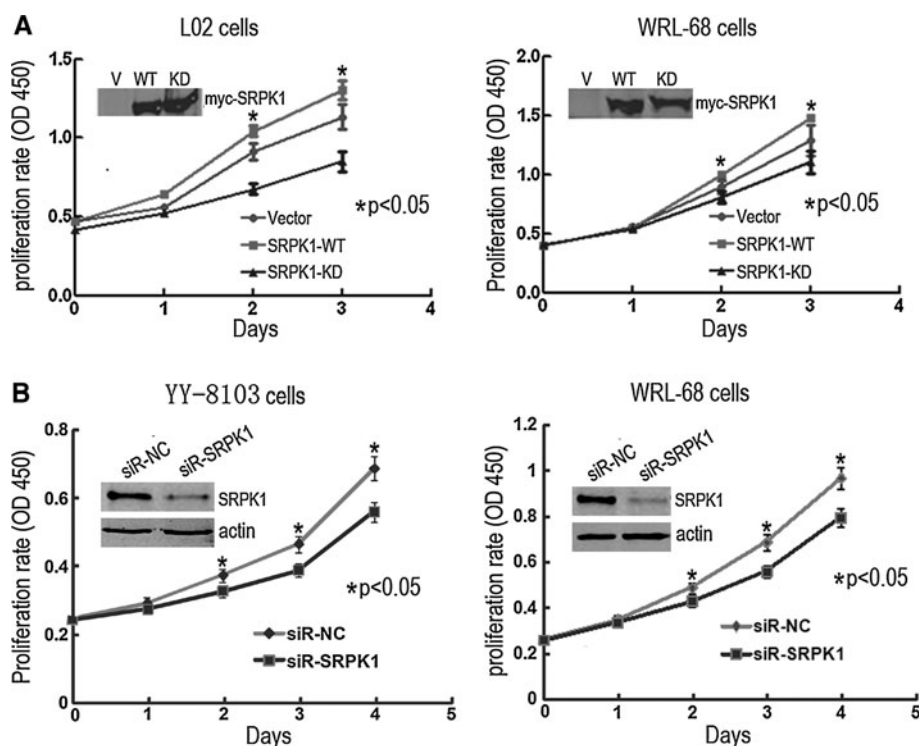 A
L02 cells
proliferation rate (OD 450)
1.5
1.0
0.5
0.0
V WT KD
myc-SRPK1
*
*
*p<0.05
Vector
SRPK1-WT
SRPK1-KD
0 1 2 3 4
Days
WRL-68 cells
Proliferation rate (OD 450)
2.0
1.5
1.0
0.5
0.0
V WT KD
myc-SRPK1
*
*
*p<0.05
Vector
SRPK1-WT
SRPK1-KD
0 1 2 3 4
Days
B
YY-8103 cells
Proliferation rate (OD 450)
0.8
0.6
0.4
0.2
0
siR-NC siR-SRPK1
SRPK1
actin
*
*
*
*p<0.05
siR-NC
siR-SRPK1
0 1 2 3 4 5
Days
WRL-68 cells
proliferation rate (OD 450)
1.2
1
0.8
0.6
0.4
0.2
0
siR-NC siR-SRPK1
SRPK1
actin
*
*
*
*p<0.05
siR-NC
siR-SRPK1
0 1 2 3 4 5
Days